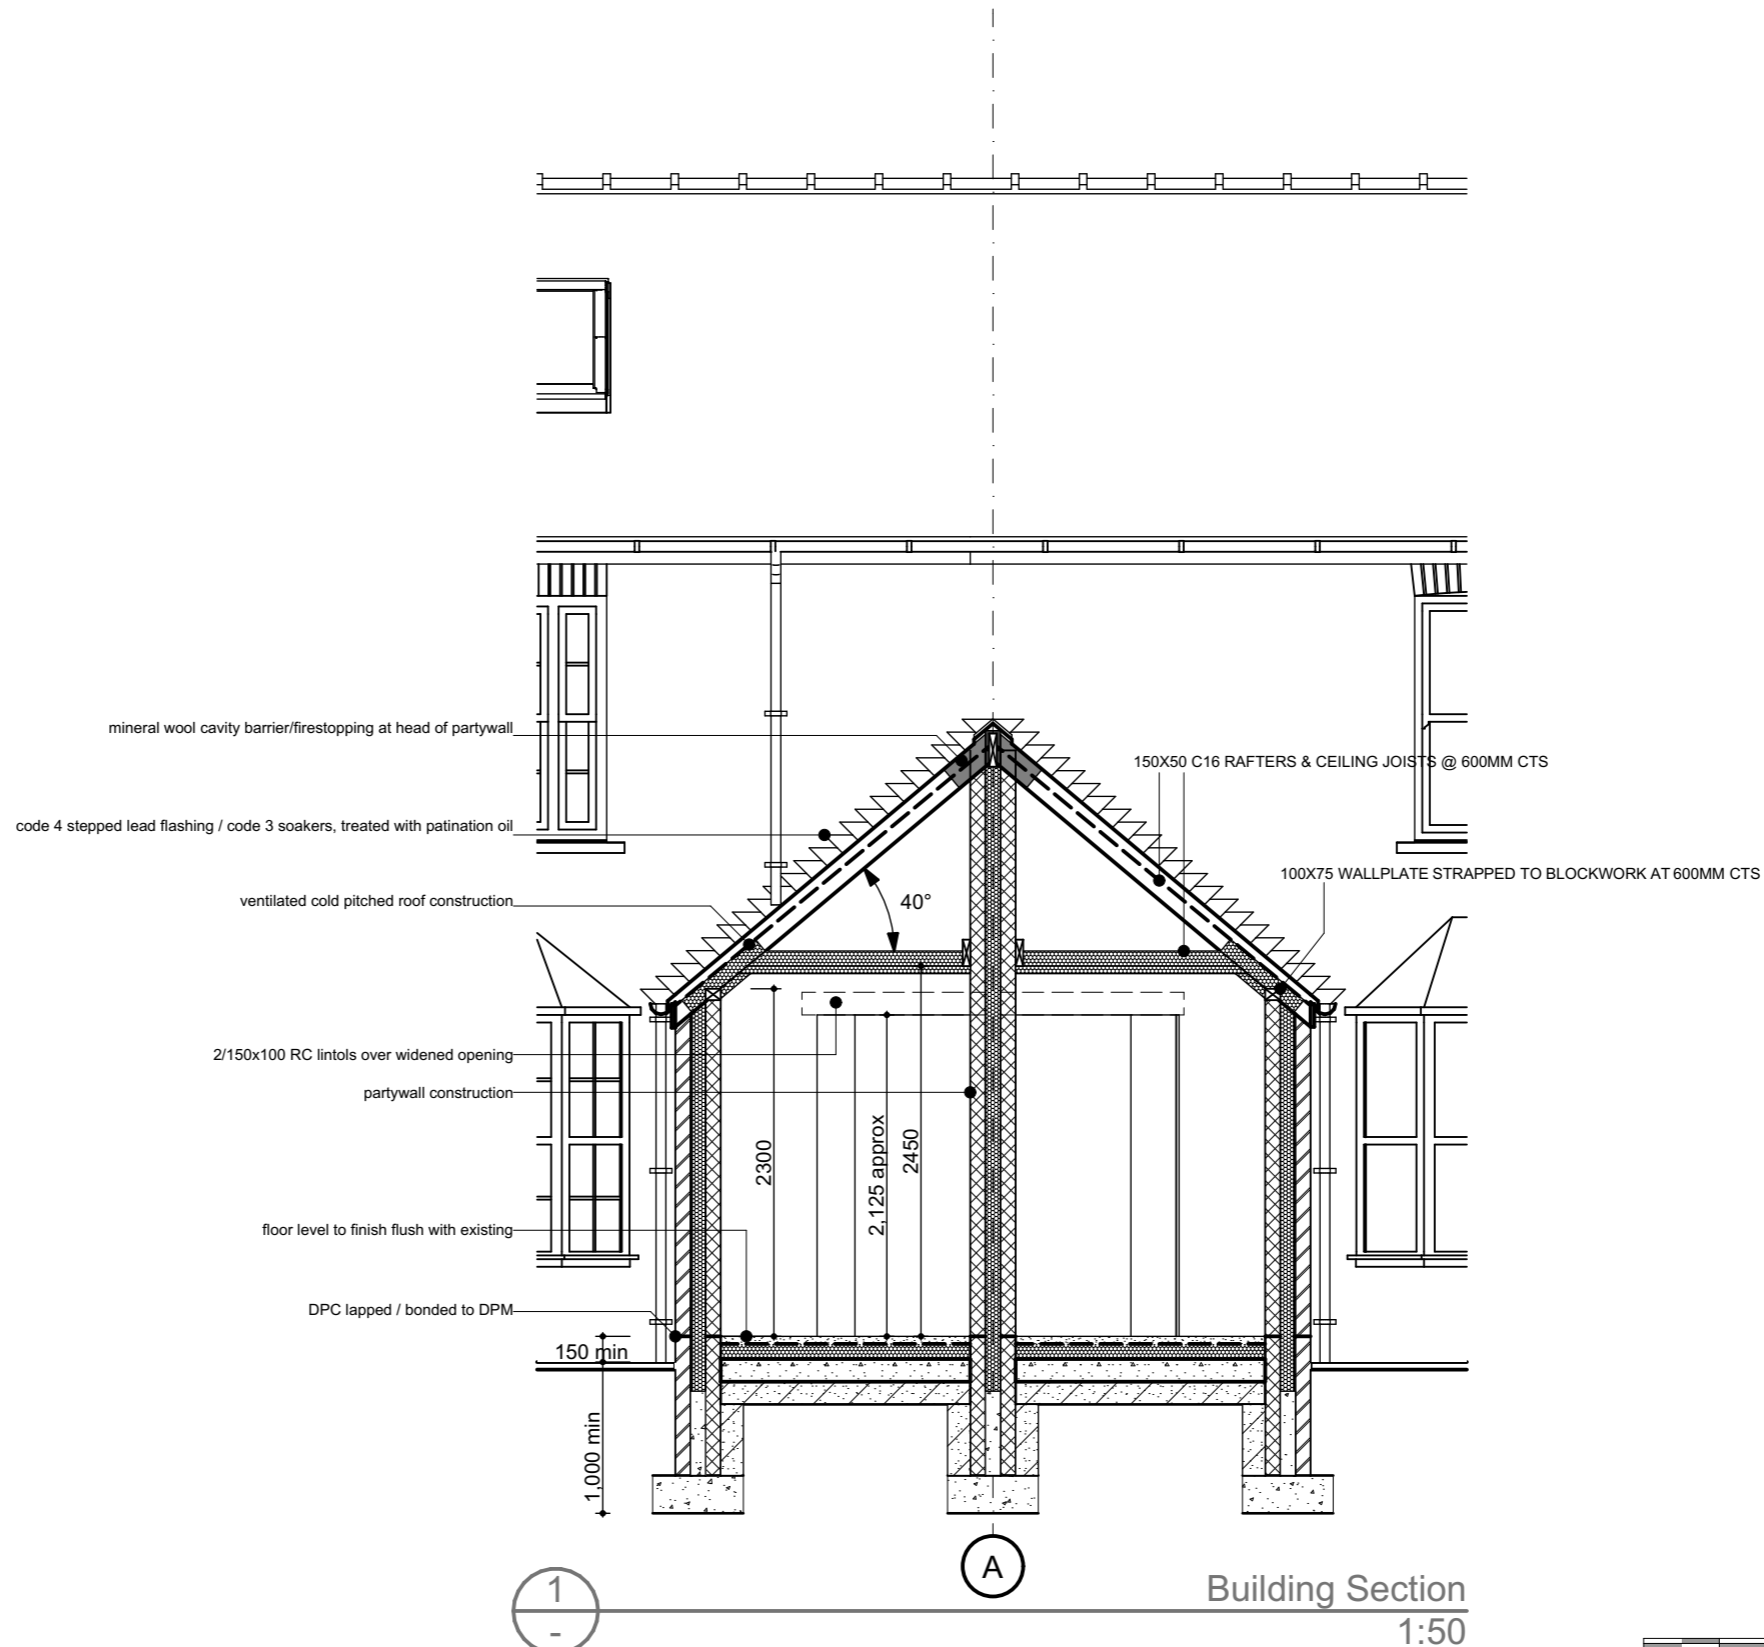 mineral wool cavity barrier/firestopping at head of partywall
150X50 C16 RAFTERS & CEILING JOISTS @ 600MM CTS
code 4 stepped lead flashing / code 3 soakers, treated with patination oil
100X75 WALLPLATE STRAPPED TO BLOCKWORK AT 600MM CTS
ventilated cold pitched roof construction
40°
2/150x100 RC lintols over widened opening
partywall construction
2300
2,125 approx
2450
floor level to finish flush with existing
DPC lapped / bonded to DPM
150 min
1,000 min
A
1
-
Building Section
1:50